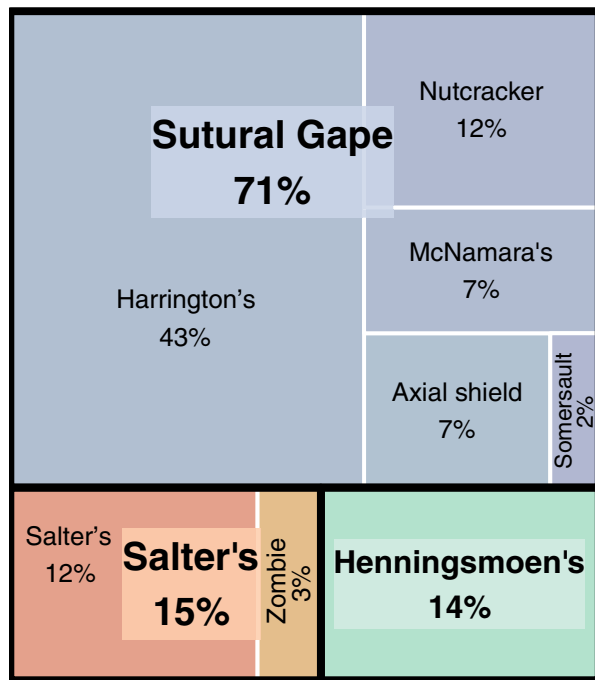 Sutural Gape
71%
Harrington’s
43%
Nutcracker
12%
McNamara's
7%
Axial shield
7%
Somersault
2%
Salter’s
12%
Salter's
15%
Zombie
3%
Henningsmoen's
14%